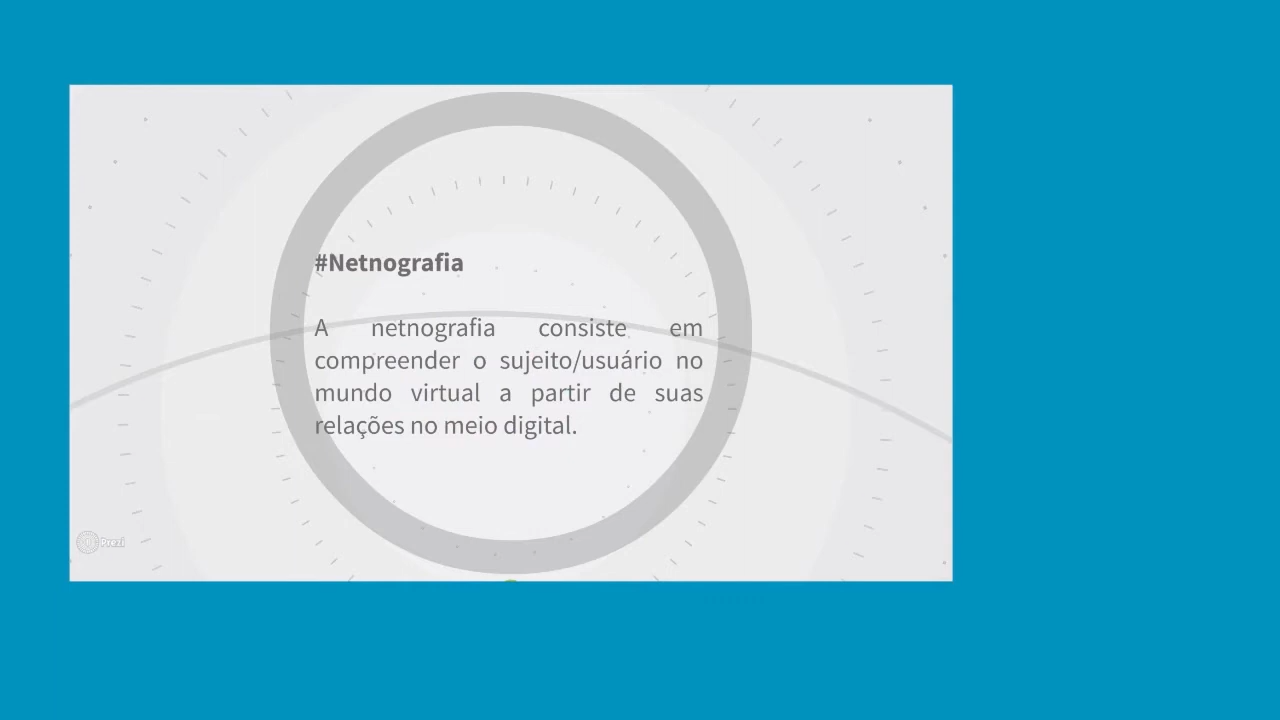 #Netnografia
A netnografia consiste em
compreender o sujeito/usuário no
mundo virtual a partir de suas
relações no meio digital.
Prezi